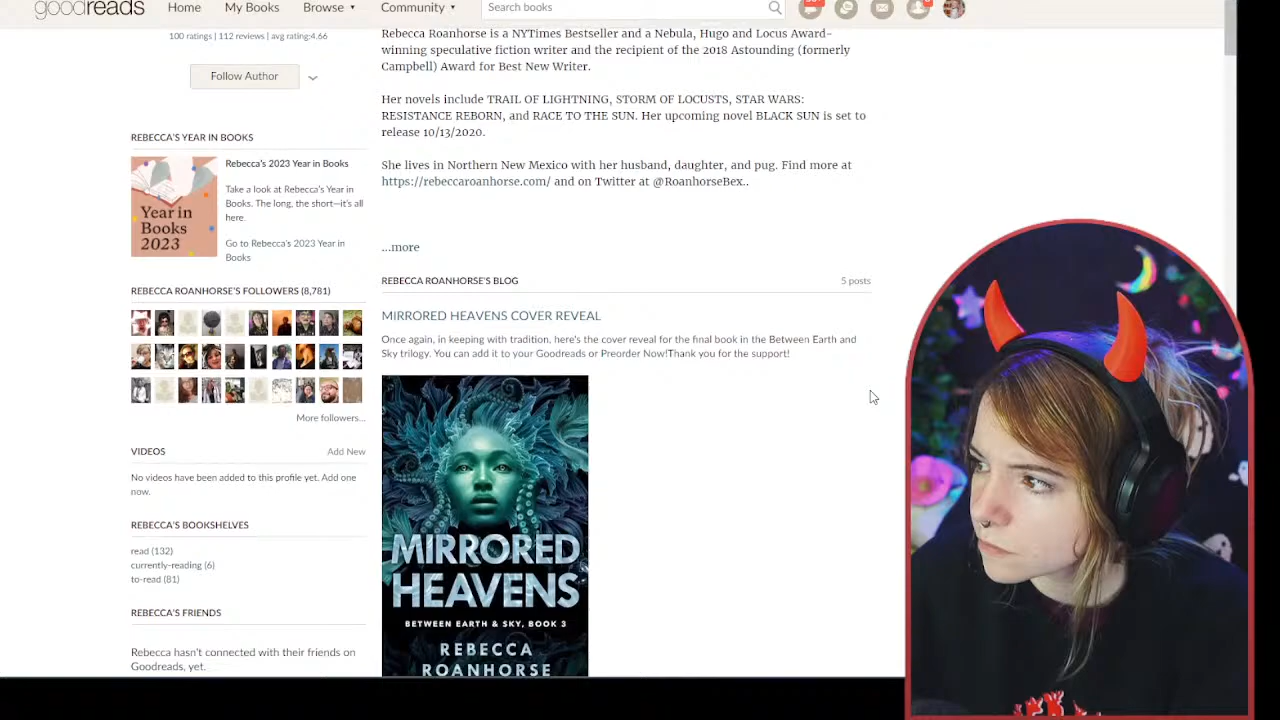 goodreads
Home
My Books
Browse ▾
Community ▾
Search books
100 ratings | 112 reviews | avg rating:4.66
Follow Author
REBECCA'S YEAR IN BOOKS
Year in
Books
2023
Rebecca's 2023 Year in Books
Take a look at Rebecca's Year in
Books. The long, the short—it's all
here.
Go to Rebecca's 2023 Year in
Books
REBECCA ROANHORSE'S FOLLOWERS (8,781)
More followers...
VIDEOS
Add New
No videos have been added to this profile yet. Add one
now.
REBECCA'S BOOKSHELVES
read (132)
currently-reading (6)
to-read (81)
REBECCA'S FRIENDS
Rebecca hasn't connected with their friends on
Goodreads, yet.
Rebecca Roanhorse is a NYTimes Bestseller and a Nebula, Hugo and Locus Award-
winning speculative fiction writer and the recipient of the 2018 Astounding (formerly
Campbell) Award for Best New Writer.
Her novels include TRAIL OF LIGHTNING, STORM OF LOCUSTS, STAR WARS:
RESISTANCE REBORN, and RACE TO THE SUN. Her upcoming novel BLACK SUN is set to
release 10/13/2020.
She lives in Northern New Mexico with her husband, daughter, and pug. Find more at
https://rebeccaroanhorse.com/ and on Twitter at @RoanhorseBex..
...more
REBECCA ROANHORSE'S BLOG
5 posts
MIRRORED HEAVENS COVER REVEAL
Once again, in keeping with tradition, here's the cover reveal for the final book in the Between Earth and
Sky trilogy. You can add it to your Goodreads or Preorder Now!Thank you for the support!
MIRRORED
HEAVENS
BETWEEN EARTH & SKY, BOOK 3
REBECCA
ROANHORSE